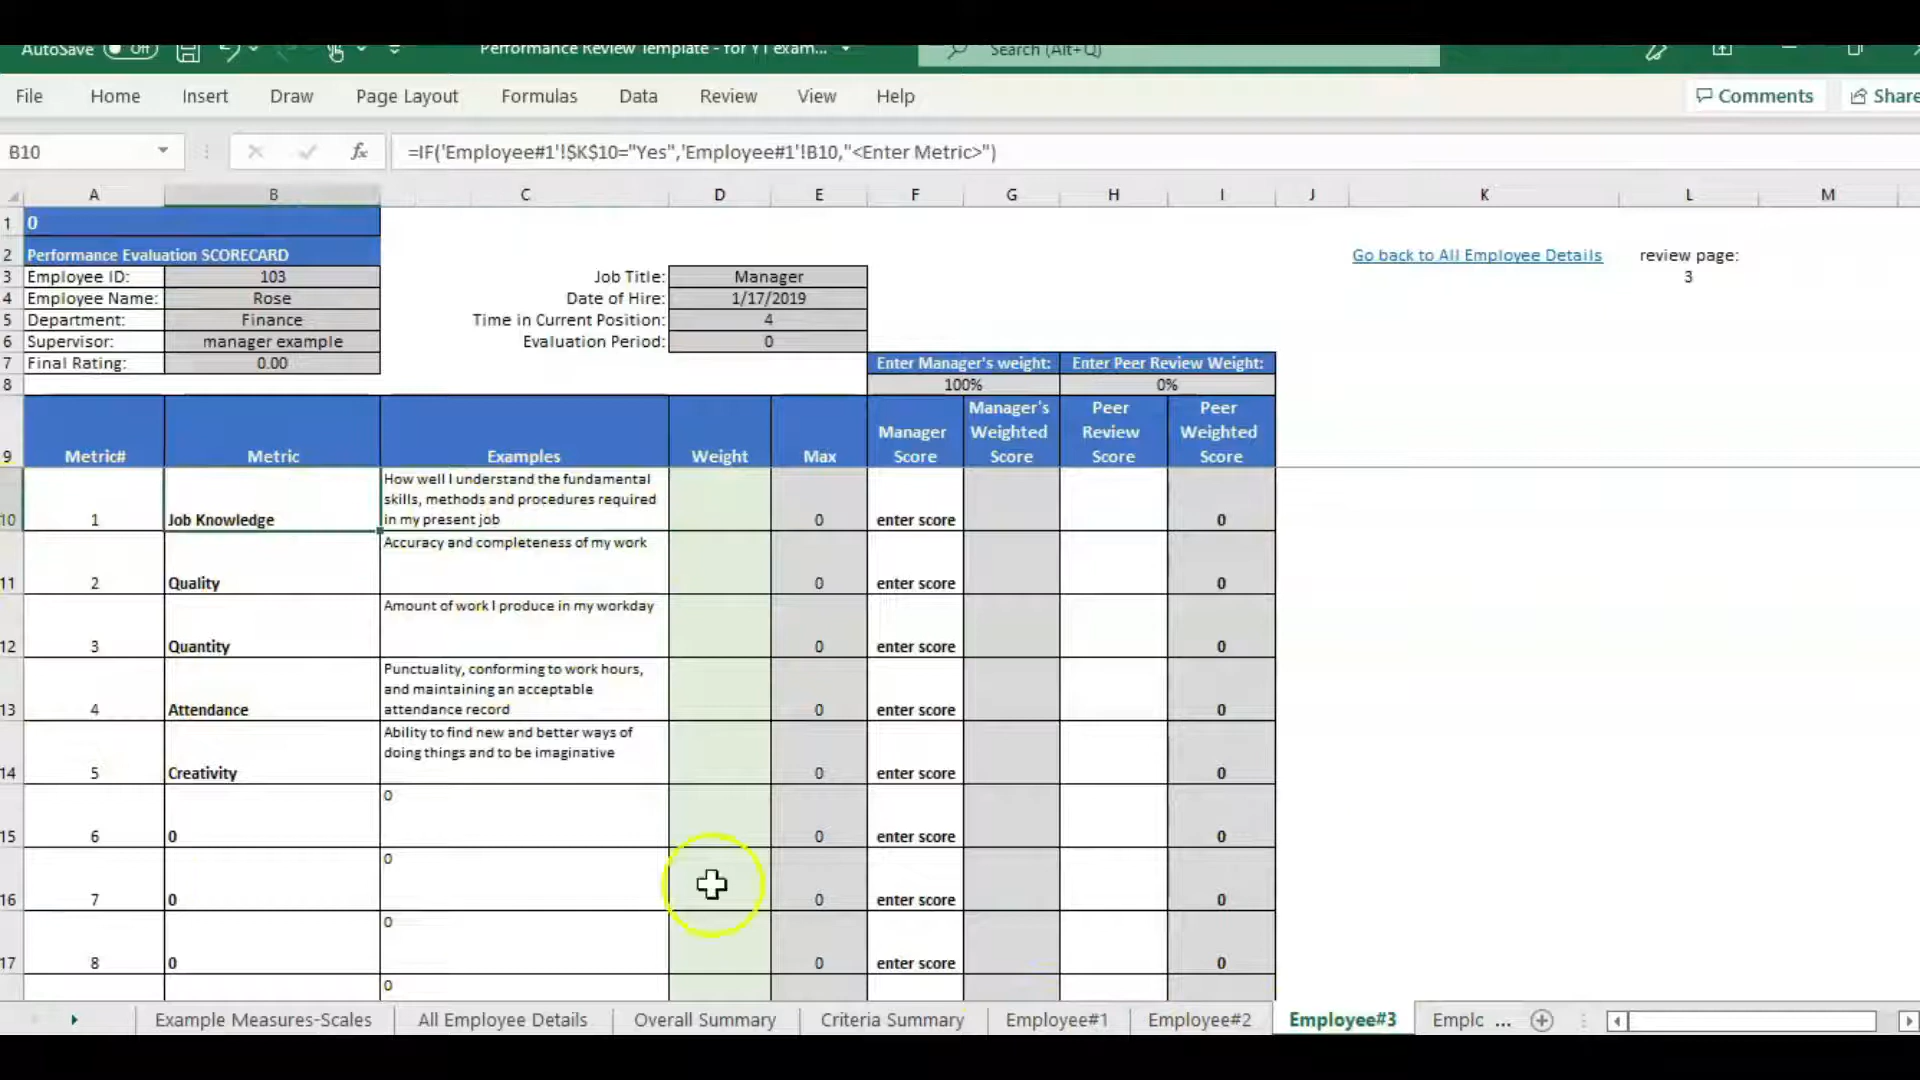 AutoSave Off Performance Review Template - for YT exam... Search (Alt+Q)
File Home Insert Draw Page Layout Formulas Data Review View Help Comments Share
B10 fx =IF('Employee#1'!$K$10="Yes",'Employee#1'!B10,"<Enter Metric>")
A B C D E F G H I J K L M
1 0
2 Performance Evaluation SCORECARD Go back to All Employee Details review page:
3 Employee ID: 103 Job Title: Manager 3
4 Employee Name: Rose Date of Hire: 1/17/2019
5 Department: Finance Time in Current Position: 4
6 Supervisor: manager example Evaluation Period: 0
7 Final Rating: 0.00 Enter Manager's weight: Enter Peer Review Weight:
8 100% 0%
Manager's Peer Peer
Manager Weighted Review Weighted
9 Metric# Metric Examples Weight Max Score Score Score Score
How well I understand the fundamental
skills, methods and procedures required
10 1 Job Knowledge in my present job 0 enter score 0
Accuracy and completeness of my work
11 2 Quality 0 enter score 0
Amount of work I produce in my workday
12 3 Quantity 0 enter score 0
Punctuality, conforming to work hours,
and maintaining an acceptable
13 4 Attendance attendance record 0 enter score 0
Ability to find new and better ways of
doing things and to be imaginative
14 5 Creativity 0 enter score 0
0
15 6 0 0 enter score 0
0
16 7 0 0 enter score 0
0
17 8 0 0 enter score 0
0
Example Measures-Scales All Employee Details Overall Summary Criteria Summary Employee#1 Employee#2 Employee#3 Emplc ...